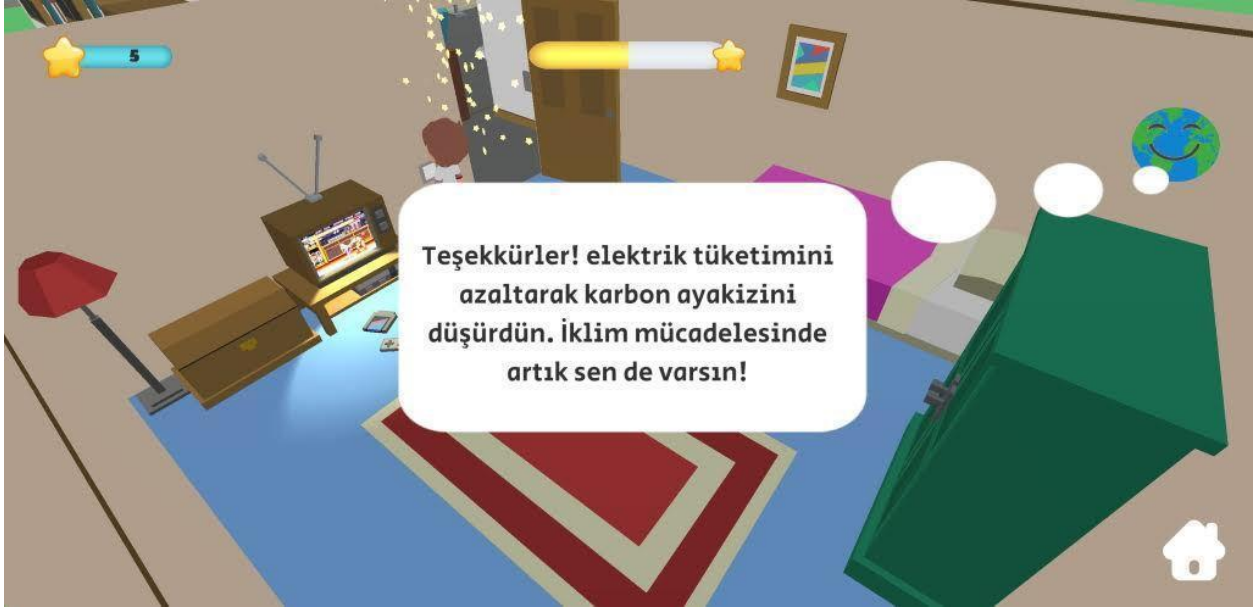 5
Teşekkürler! elektrik tüketimini
azaltarak karbon ayakizini
düşürdün. İklim mücadelesinde
artık sen de varsın!